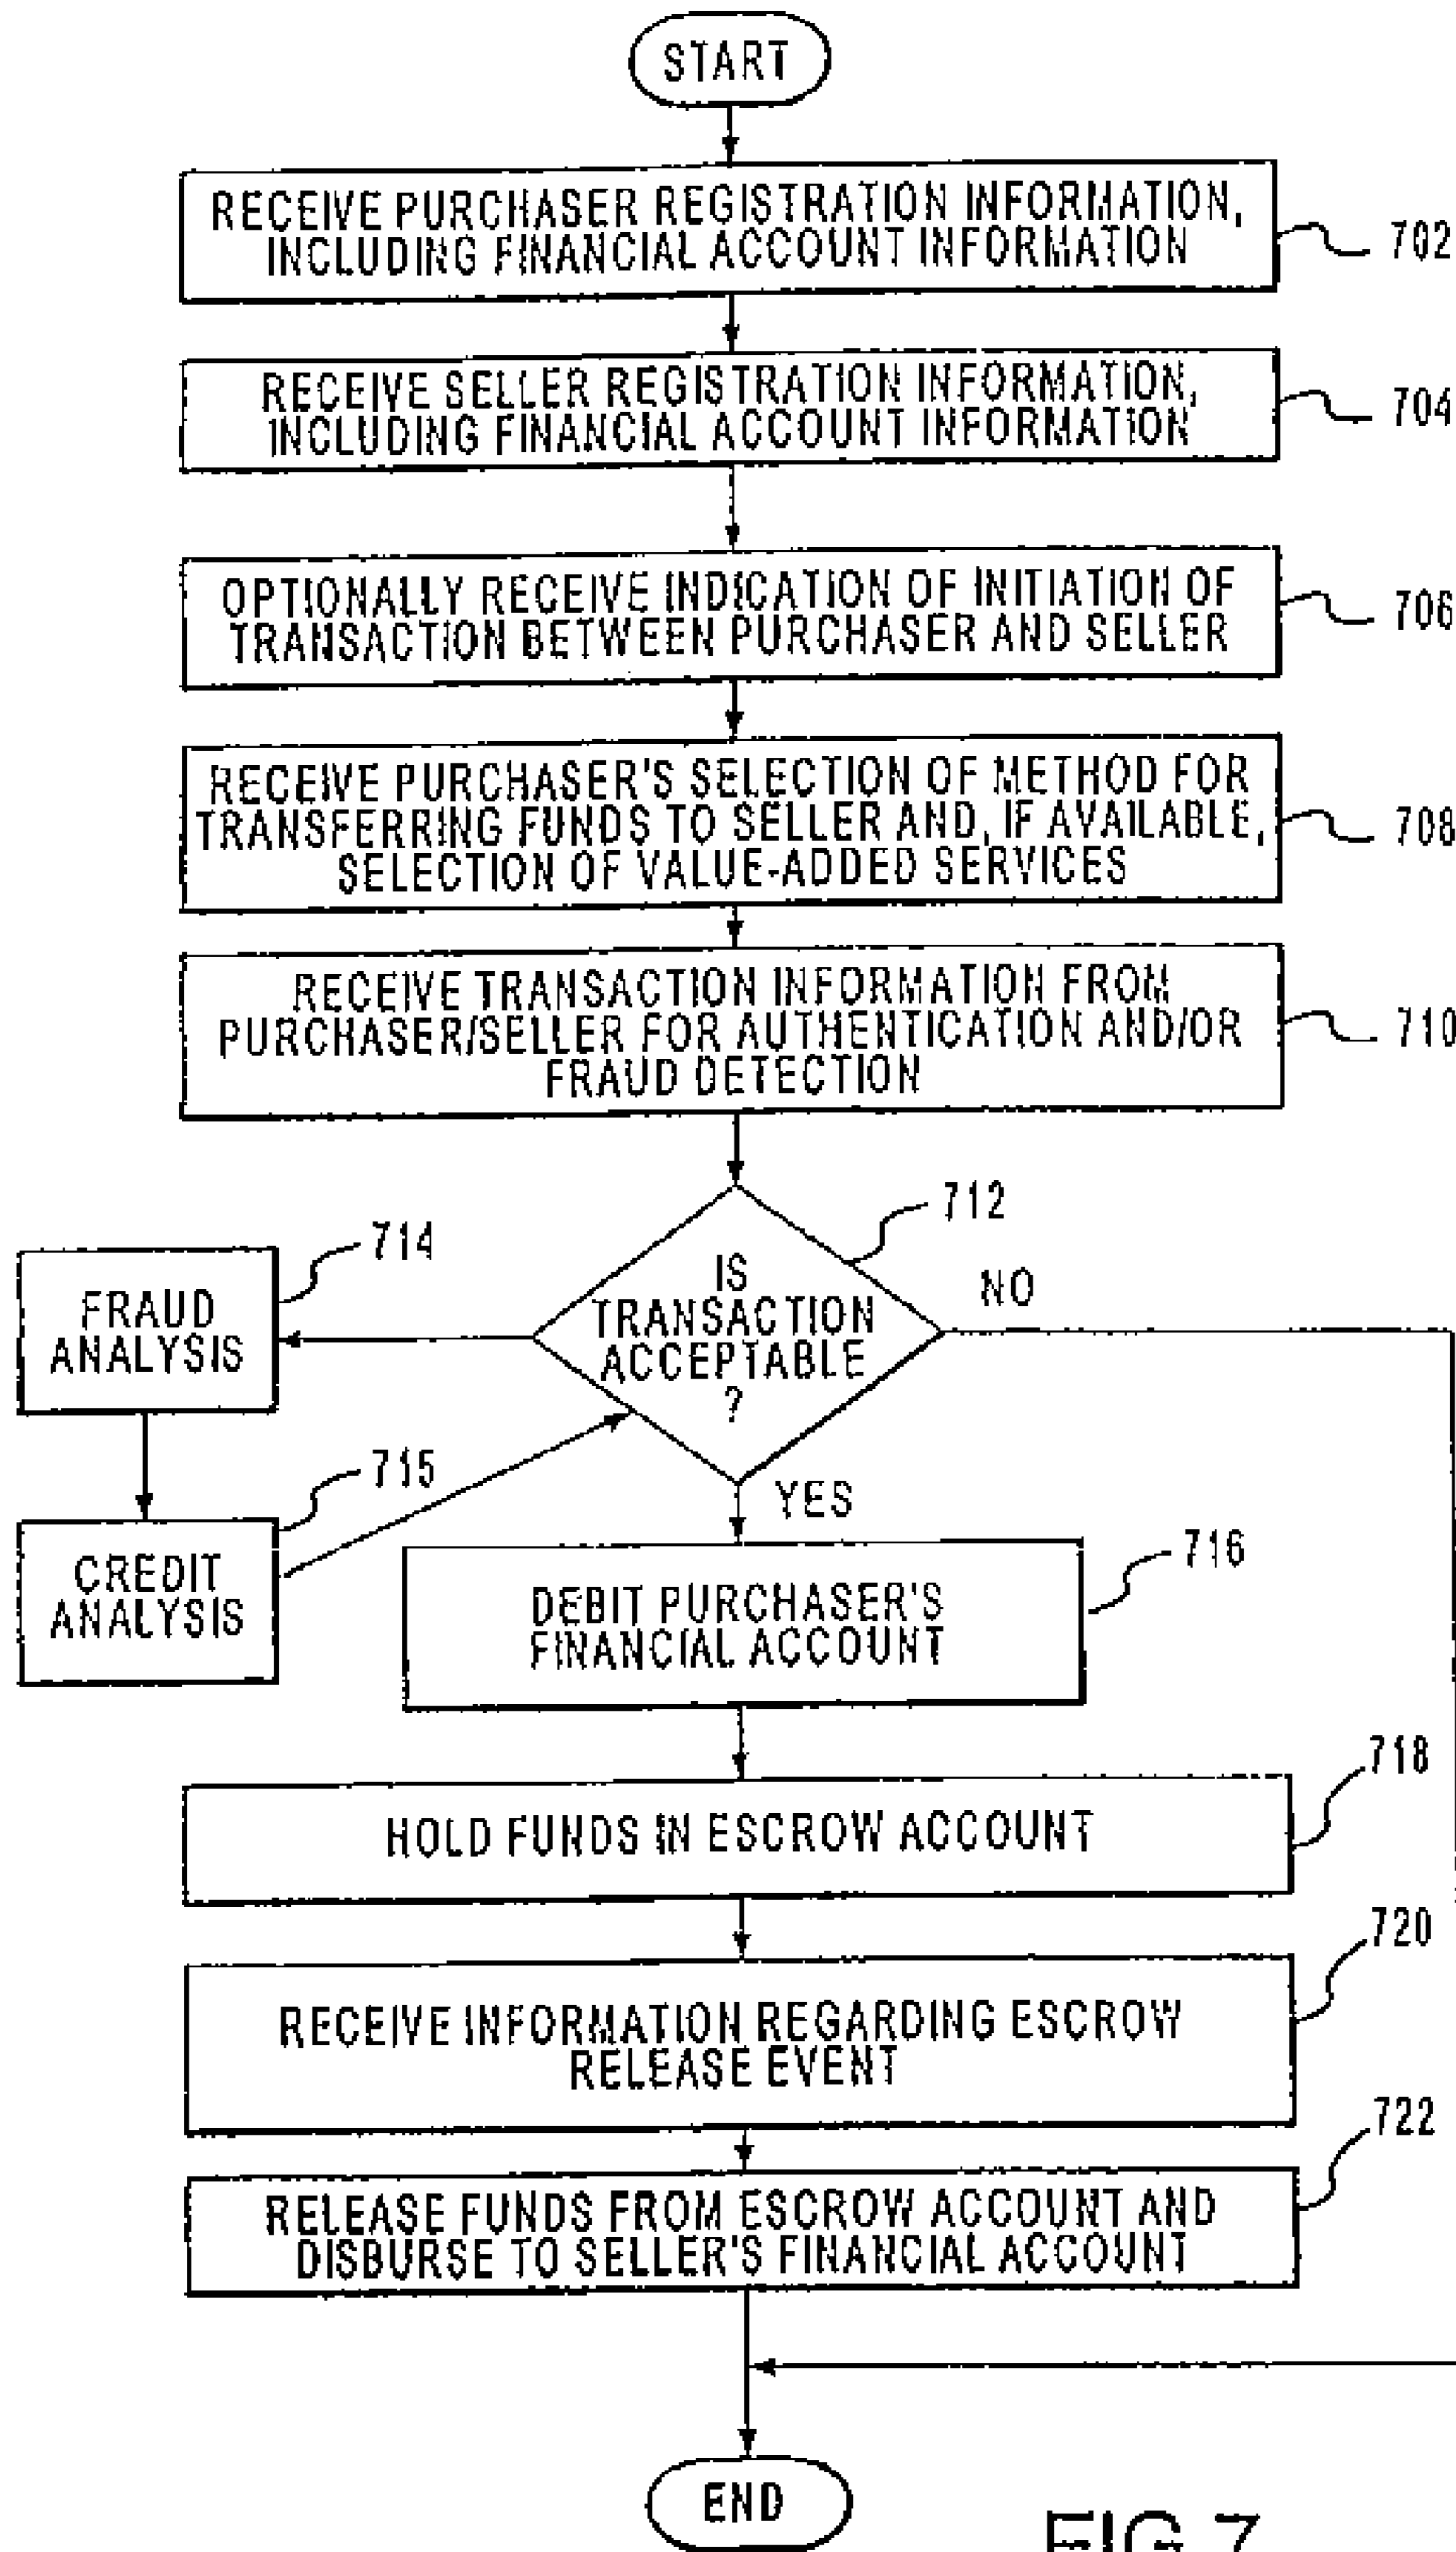 START
RECEIVE PURCHASER REGISTRATION INFORMATION,
INCLUDING FINANCIAL ACCOUNT INFORMATION
702
RECEIVE SELLER REGISTRATION INFORMATION,
INCLUDING FINANCIAL ACCOUNT INFORMATION
704
OPTIONALLY RECEIVE INDICATION OF INITIATION OF
TRANSACTION BETWEEN PURCHASER AND SELLER
706
RECEIVE PURCHASER'S SELECTION OF METHOD FOR
TRANSFERRING FUNDS TO SELLER AND, IF AVAILABLE,
SELECTION OF VALUE-ADDED SERVICES
708
RECEIVE TRANSACTION INFORMATION FROM
PURCHASER/SELLER FOR AUTHENTICATION AND/OR
FRAUD DETECTION
710
712
IS
TRANSACTION
ACCEPTABLE
?
NO
714
FRAUD
ANALYSIS
715
CREDIT
ANALYSIS
YES
716
DEBIT PURCHASER'S
FINANCIAL ACCOUNT
718
HOLD FUNDS IN ESCROW ACCOUNT
720
RECEIVE INFORMATION REGARDING ESCROW
RELEASE EVENT
722
RELEASE FUNDS FROM ESCROW ACCOUNT AND
DISBURSE TO SELLER'S FINANCIAL ACCOUNT
END
FIG.7